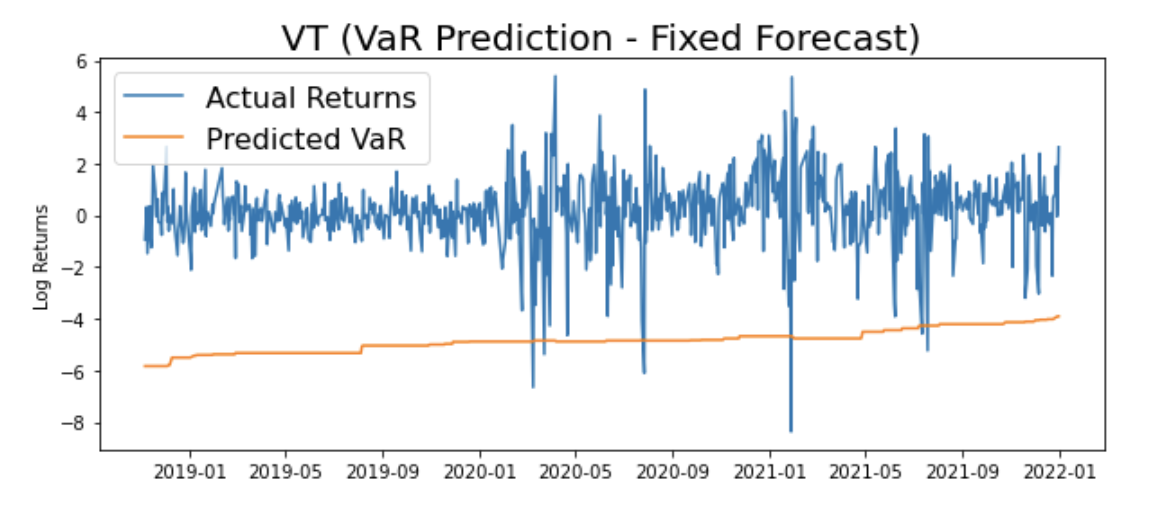 VT (VaR Prediction - Fixed Forecast)
6
4
2
0
−2
−4
−6
−8
Log Returns
Actual Returns
Predicted VaR
2019-01 2019-05 2019-09 2020-01 2020-05 2020-09 2021-01 2021-05 2021-09 2022-01